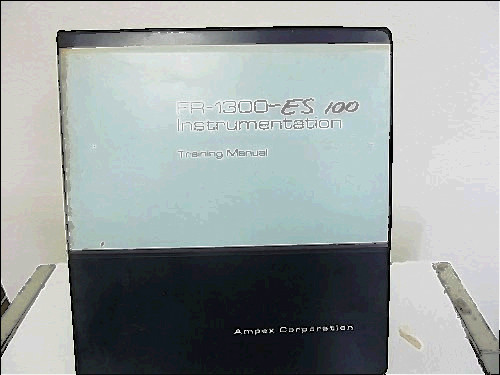 FR-1300-ES 100
Instrumentation
Training Manual
Ampex Corporation